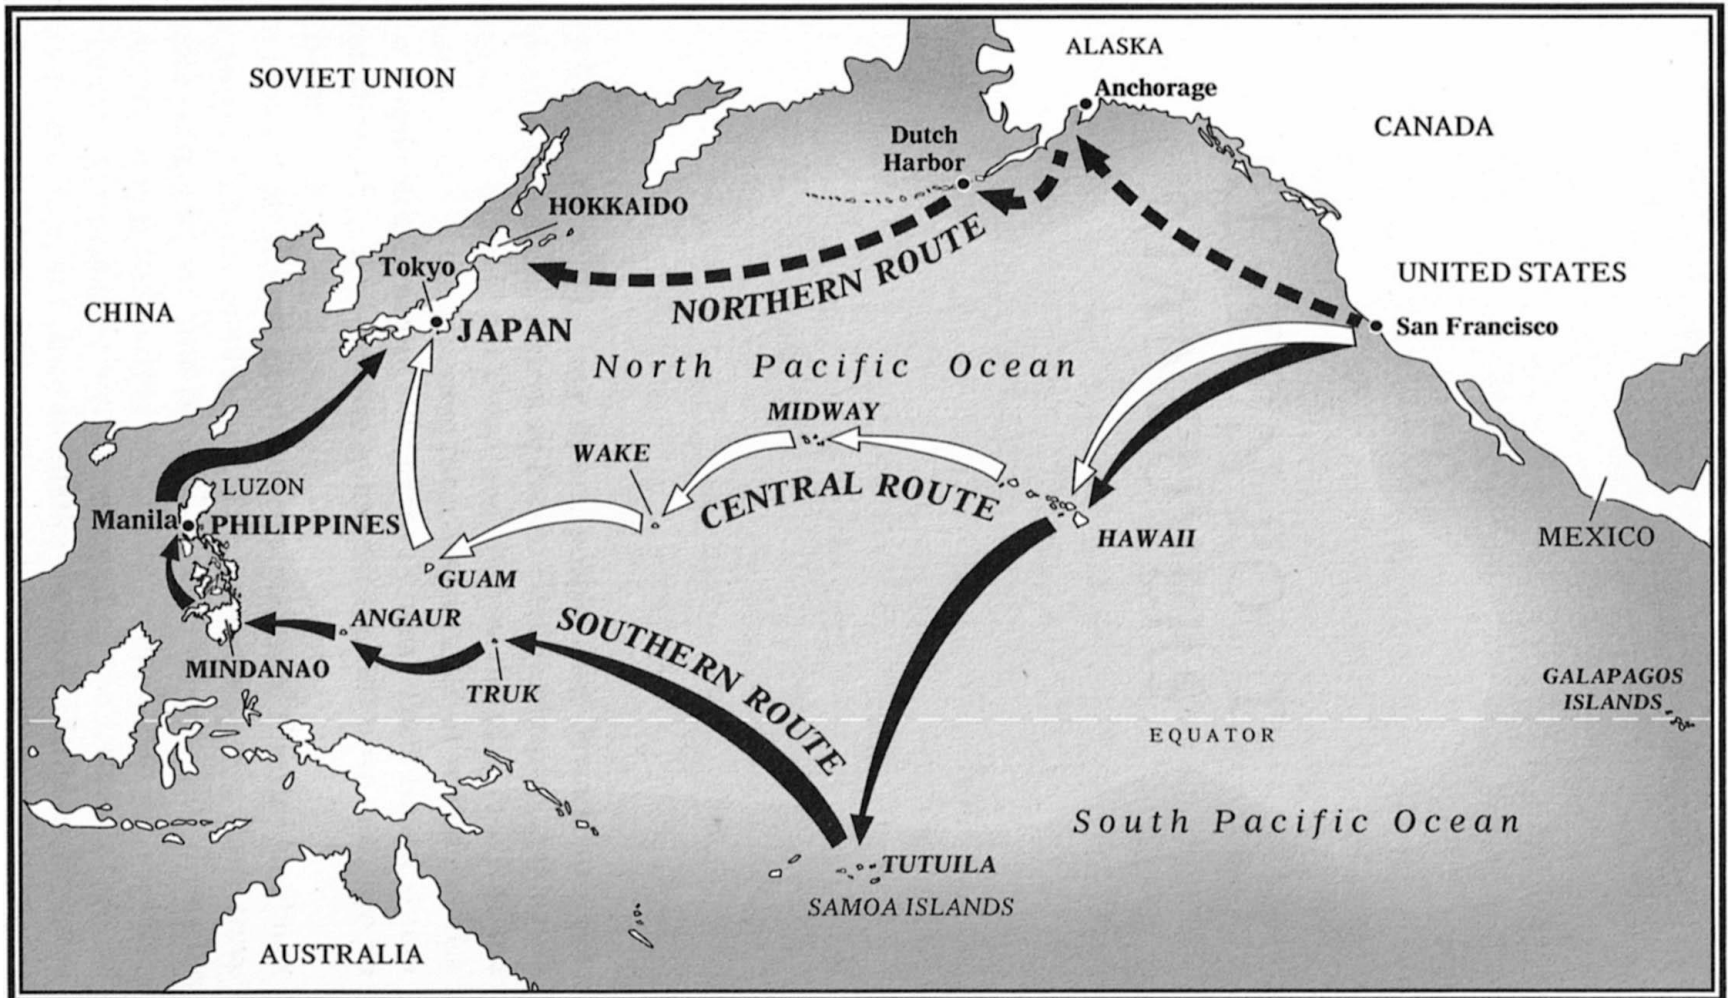 ALASKA
SOVIET UNION
Anchorage
CANADA
Dutch
Harbor
HOKKAIDO
NORTHERN ROUTE
Tokyo
UNITED STATES
CHINA
JAPAN
San Francisco
North Pacific Ocean
MIDWAY
WAKE
CENTRAL ROUTE
LUZON
Manila
PHILIPPINES
HAWAII
MEXICO
GUAM
ANGAUR
SOUTHERN ROUTE
MINDANAO
TRUK
GALAPAGOS
ISLANDS
EQUATOR
South Pacific Ocean
TUTUILA
SAMOA ISLANDS
AUSTRALIA